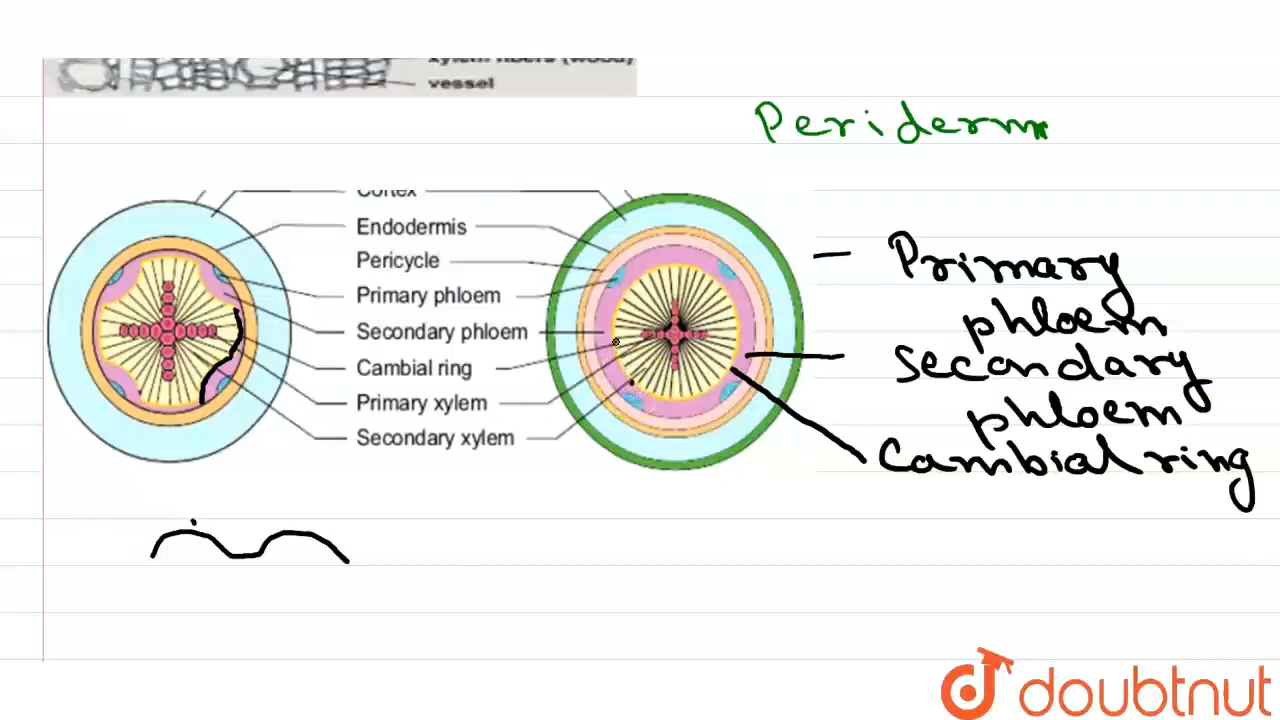 vessel
Periderm
Cortex
Endodermis
Pericycle
Primary phloem
Secondary phloem
Cambial ring
Primary xylem
Secondary xylem
Primary
phloem
Secondary
phloem
Cambial ring
doubtnut